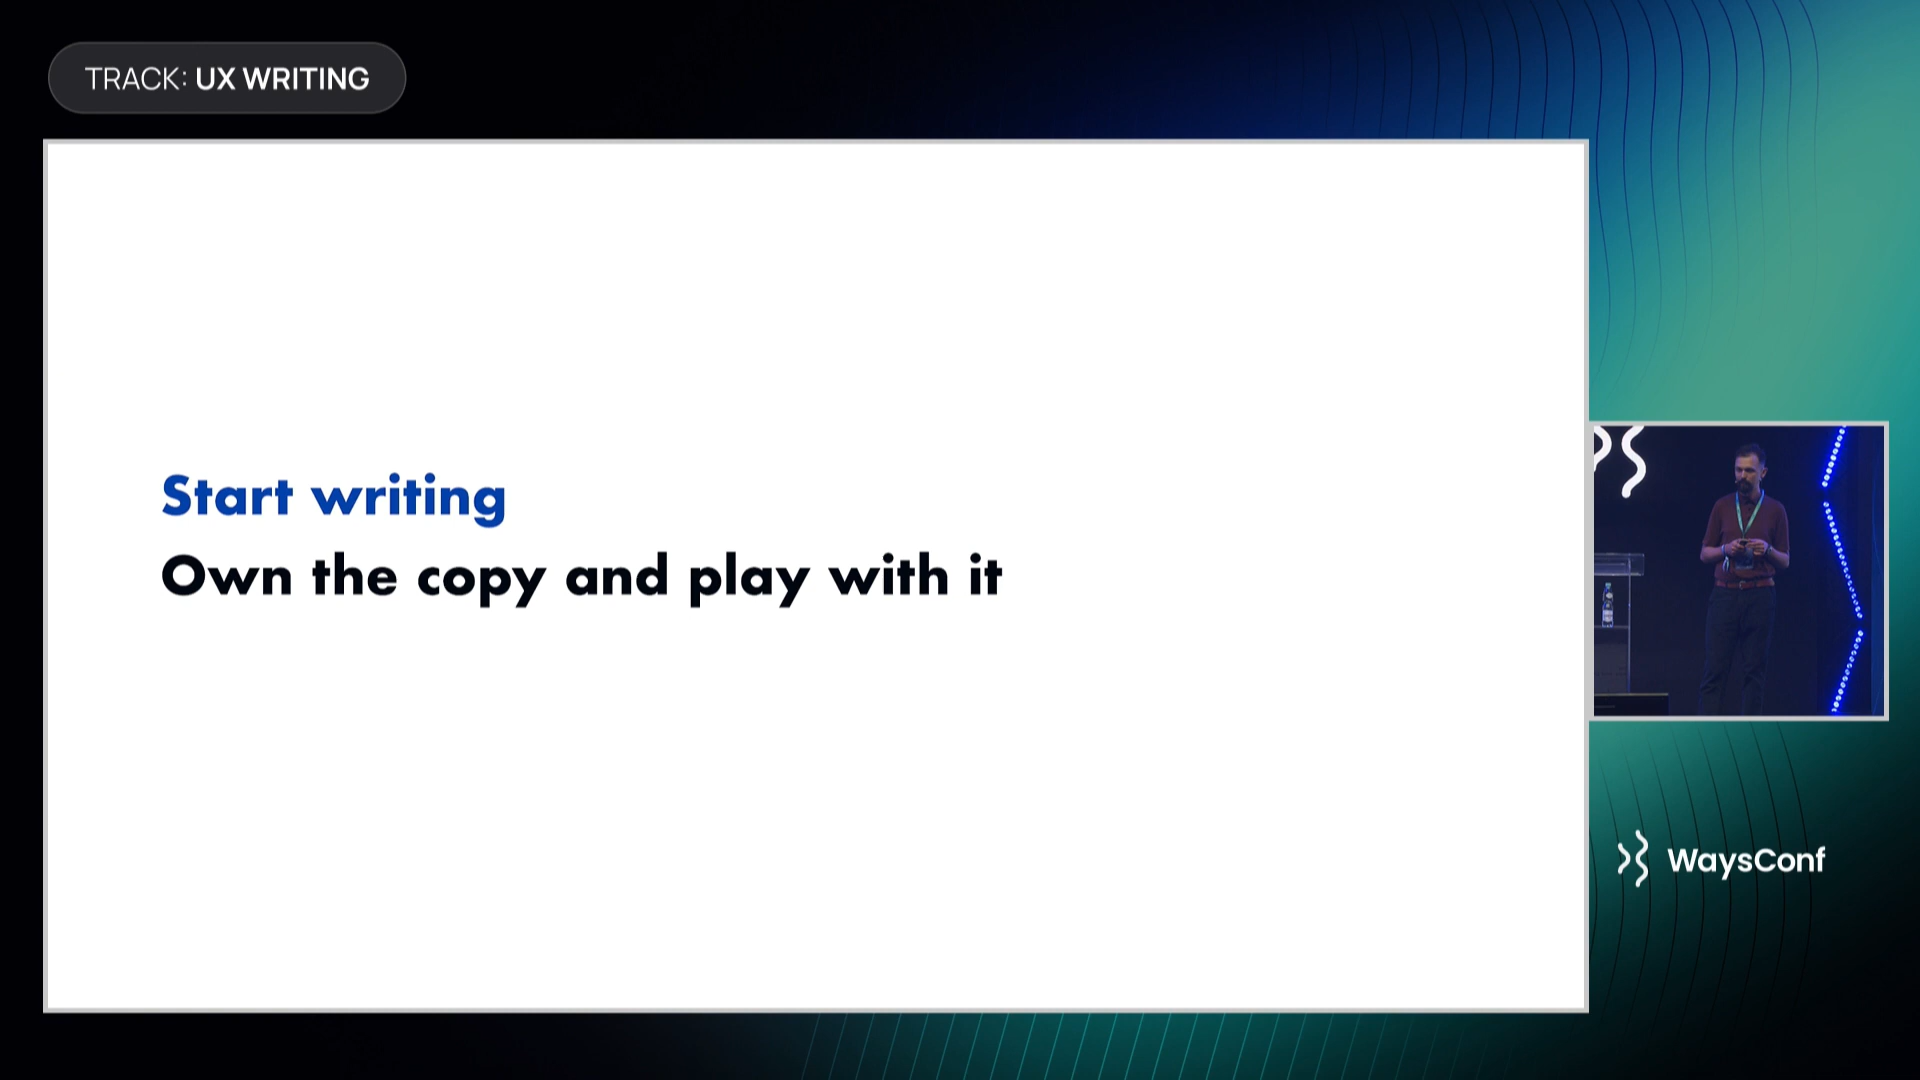 TRACK: UX WRITING
Start writing
Own the copy and play with it
WaysConf